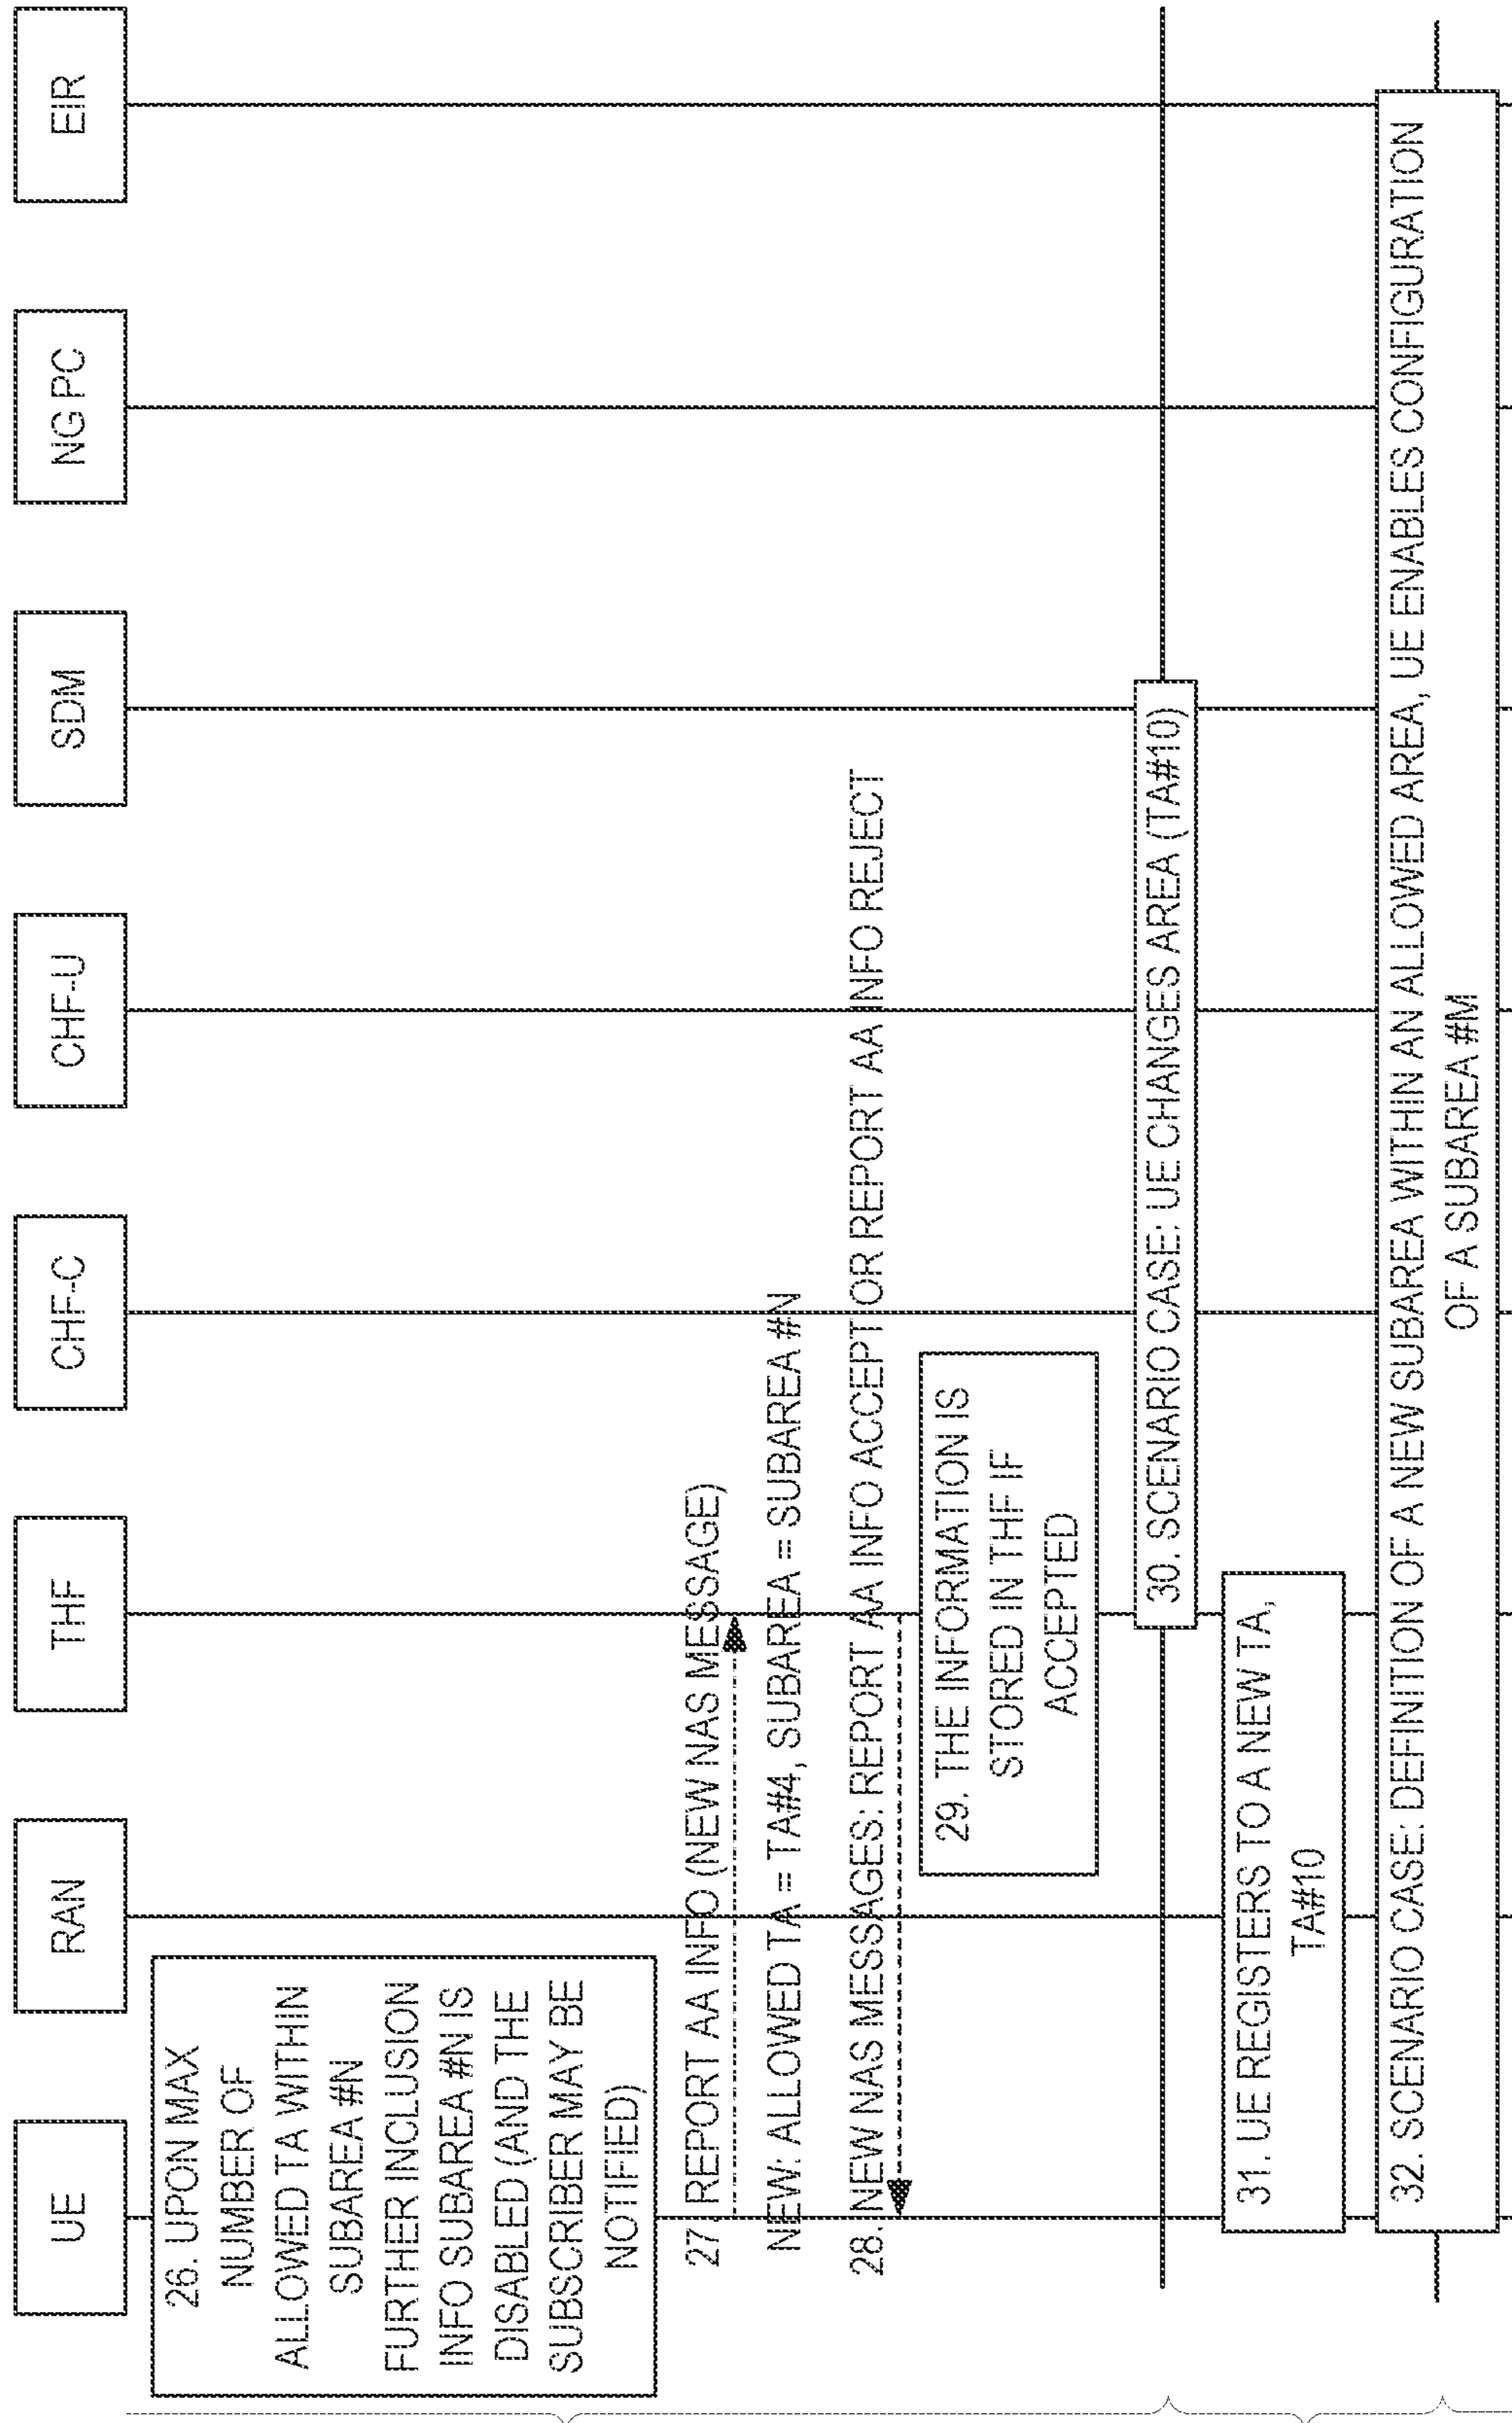 UE
RAN
THF
CHF-C
CHF-U
SDM
NG PC
EIR
26. UPON MAX
NUMBER OF
ALLOWED TA WITHIN
SUBAREA #N
FURTHER INCLUSION
INFO SUBAREA #N IS
DISABLED (AND THE
SUBSCRIBER MAY BE
NOTIFIED)
27. REPORT AA INFO (NEW NAS MESSAGE)
NEW: ALLOWED TA = TA#4, SUBAREA = SUBAREA #N
28. NEW NAS MESSAGES: REPORT AA INFO ACCEPT OR REPORT AA INFO REJECT
29. THE INFORMATION IS
STORED IN THF IF
ACCEPTED
30. SCENARIO CASE: UE CHANGES AREA (TA#10)
31. UE REGISTERS TO A NEW TA,
TA#10
32. SCENARIO CASE: DEFINITION OF A NEW SUBAREA WITHIN AN ALLOWED AREA, UE ENABLES CONFIGURATION
OF A SUBAREA #M